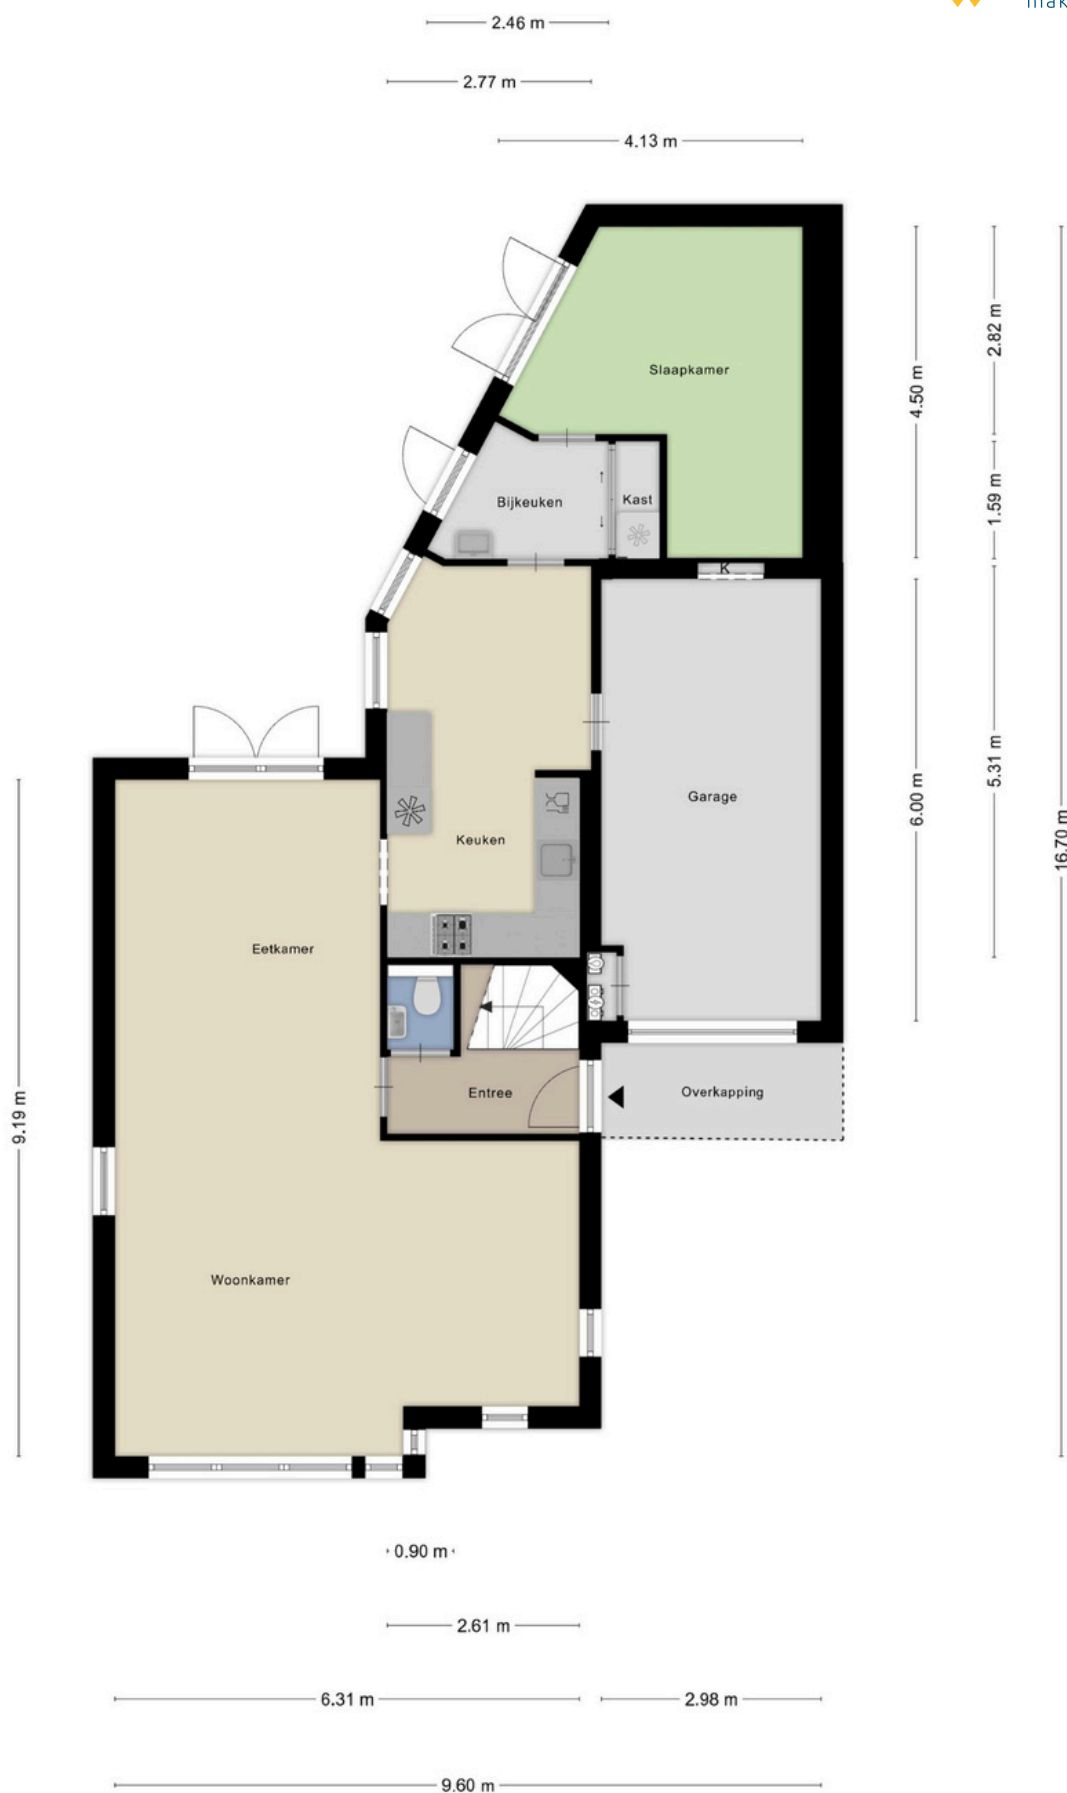 mak
2.46 m
2.77 m
4.13 m
Slaapkamer
4.50 m
2.82 m
1.59 m
Bijkeuken
Kast
K
16.70 m
6.00 m
5.31 m
Garage
Keuken
Eetkamer
9.19 m
Entree
Overkapping
Woonkamer
0.90 m
2.61 m
6.31 m
2.98 m
9.60 m